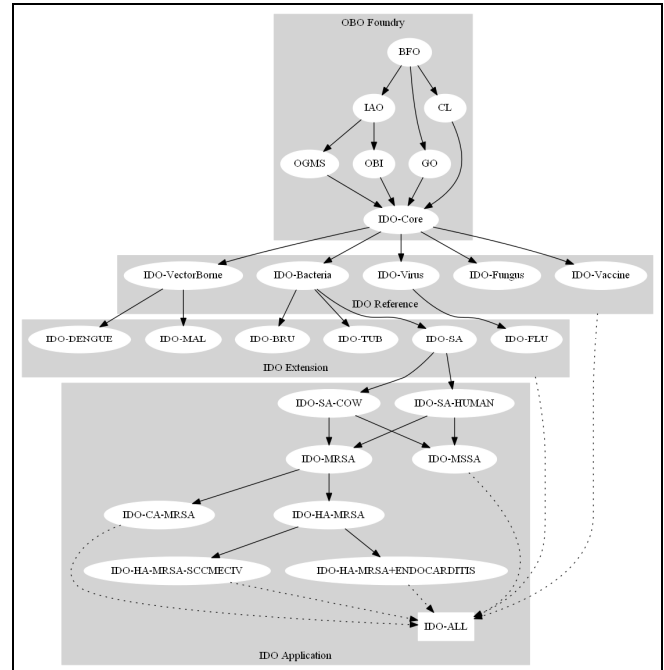 OBO Foundry
BFO
IAO
CL
OGMS
OBI
GO
IDO-Core
IDO-VectorBorne
IDO-Bacteria
IDO-Virus
IDO-Fungus
IDO-Vaccine
IDO Reference
IDO-DENGUE
IDO-MAL
IDO-BRU
IDO-TUB
IDO-SA
IDO-FLU
IDO Extension
IDO-SA-COW
IDO-SA-HUMAN
IDO-MRSA
IDO-MSSA
IDO-CA-MRSA
IDO-HA-MRSA
IDO-HA-MRSA-SCCMECIV
IDO-HA-MRSA+ENDOCARDITIS
IDO-ALL
IDO Application